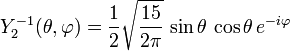 Y_2^{-1}(\theta,\varphi) = \frac{1}{2}\sqrt{\frac{15}{2\pi}} \, \sin\theta \, \cos\theta \, e^{-i\varphi}